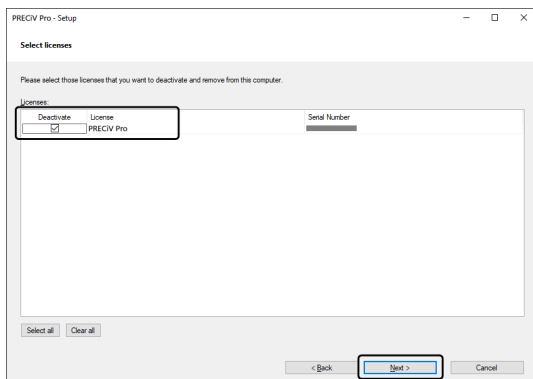 PRECiV Pro - Setup
Select licenses
Please select those licenses that you want to deactivate and remove from this computer.
Licenses:
Deactivate License Serial Number
PRECiV Pro
Select all Clear all
< Back Next > Cancel